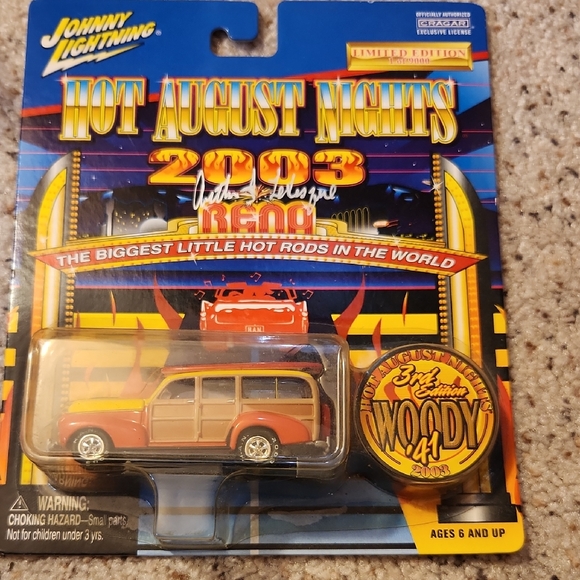 JOHNNY
LIGHTNING
OFFICIALLY AUTHORIZED
CRAGAR
EXCLUSIVE LICENSE
LIMITED EDITION
HOT AUGUST NIGHTS
2003
RENO
THE BIGGEST LITTLE HOT RODS IN THE WORLD
HOT AUGUST NIGHTS
3rd
Edition
WOODY
'41
2003
WARNING:
CHOKING HAZARD—Small parts
Not for children under 3 yrs.
AGES 6 AND UP